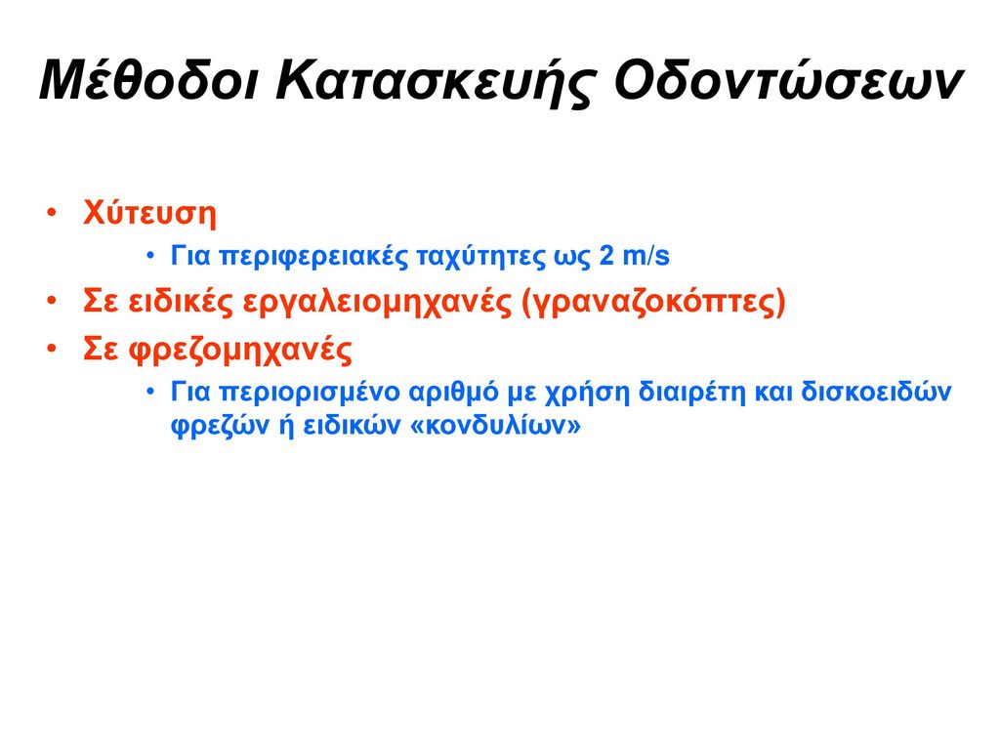 Μέθοδοι Κατασκευής Οδοντώσεων
• Χύτευση
• Για περιφερειακές ταχύτητες ως 2 m/s
• Σε ειδικές εργαλειομηχανές (γραναζοκόπτες)
• Σε φρεζομηχανές
• Για περιορισμένο αριθμό με χρήση διαιρέτη και δισκοειδών
φρεζών ή ειδικών «κονδυλίων»